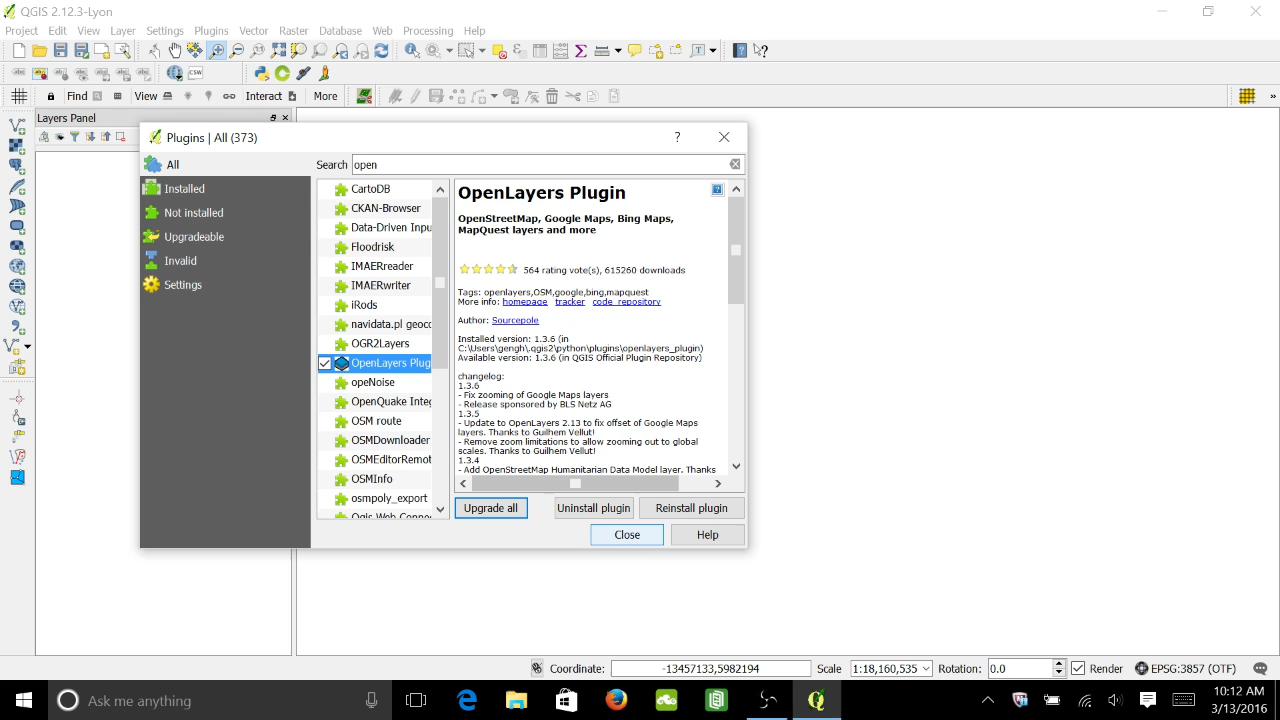 QGIS 2.12.3-Lyon
Project Edit View Layer Settings Plugins Vector Raster Database Web Processing Help
CSW
Find View Interact More
»
Layers Panel
Plugins | All (373)
?
All
Installed
Not installed
Upgradeable
Invalid
Settings
Search open
CartoDB
CKAN-Browser
Data-Driven Inpu
Floodrisk
IMAERreader
IMAERwriter
iRods
navidata.pl geoco
OGR2Layers
OpenLayers Plug
opeNoise
OpenQuake Integ
OSM route
OSMDownloader
OSMEditorRemot
OSMInfo
osmpoly_export
Qgis Web Connec
OpenLayers Plugin
OpenStreetMap, Google Maps, Bing Maps,
MapQuest layers and more
564 rating vote(s), 615260 downloads
Tags: openlayers,OSM,google,bing,mapquest
More info: homepage tracker code_repository
Author: Sourcepole
Installed version: 1.3.6 (in
C:\Users\gengh\.qgis2\python\plugins\openlayers_plugin)
Available version: 1.3.6 (in QGIS Official Plugin Repository)
changelog:
1.3.6
- Fix zooming of Google Maps layers
- Release sponsored by BLS Netz AG
1.3.5
- Update to OpenLayers 2.13 to fix offset of Google Maps
layers. Thanks to Guilhem Vellut!
- Remove zoom limitations to allow zooming out to global
scales. Thanks to Guilhem Vellut!
1.3.4
- Add OpenStreetMap Humanitarian Data Model layer. Thanks
Upgrade all Uninstall plugin Reinstall plugin
Close Help
Coordinate: -13457133,5982194 Scale 1:18,160,535 Rotation: 0.0 Render EPSG:3857 (OTF)
Ask me anything
10:12 AM
3/13/2016